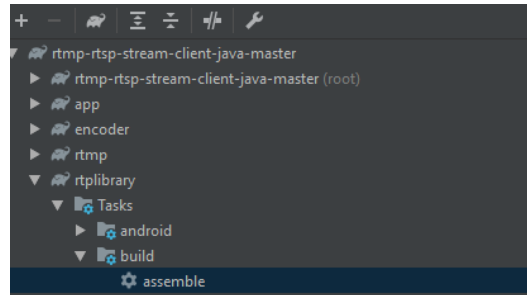 rtmp-rtsp-stream-client-java-master
rtmp-rtsp-stream-client-java-master (root)
app
encoder
rtmp
rtplibrary
Tasks
android
build
assemble